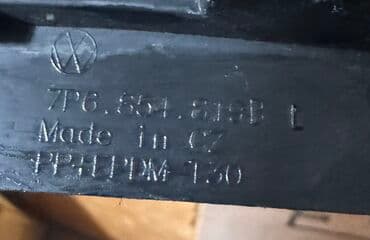 7P6.854.819B L
Made in CZ
PP+EPDM T30